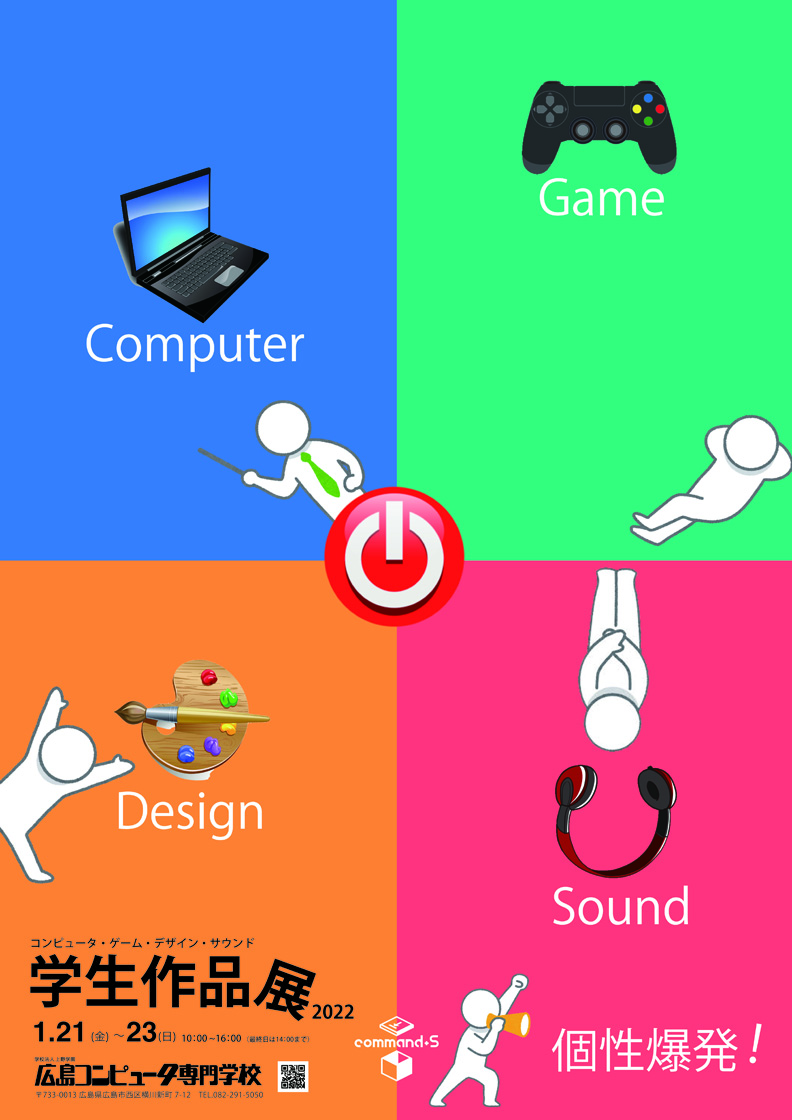 Game
Computer
Design
Sound
コンピュータ・ゲーム・デザイン・サウンド
学生作品展2022
1.21(金)~23(日) 10:00~16:00 (最終日は14:00まで)
学校法人上野学園
広島コンピュータ専門学校
〒733-0013 広島県広島市西区横川新町 7-12 TEL,082-291-5050
command+S
個性爆発!